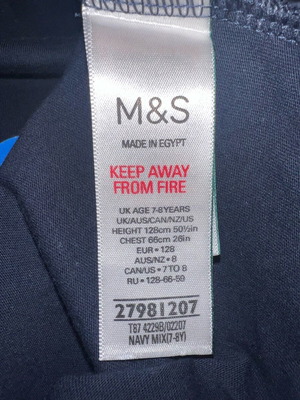 M&S
MADE IN EGYPT
KEEP AWAY
FROM FIRE
UK AGE 7-8YEARS
UK/AUS/CAN/NZ/US
HEIGHT 128cm 50½in
CHEST 66cm 26in
EUR • 128
AUS/NZ • 8
CAN/US • 7 TO 8
RU • 128-66-59
27981207
T87 4229B/02207
NAVY MIX(7-8Y)